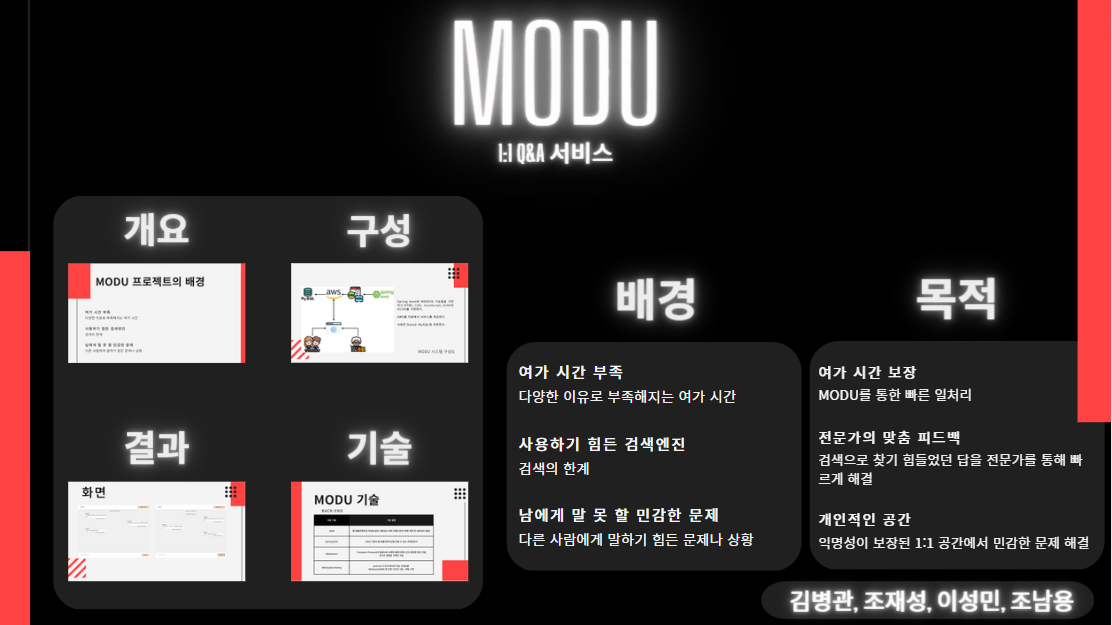 MODU
1:1 Q&A 서비스
개요
구성
MODU 프로젝트의 배경
여가 시간 부족
다양한 이유로 부족해지는 여가 시간
사용하기 힘든 검색엔진
검색의 한계
남에게 말 못 할 민감한 문제
다른 사람에게 말하기 힘든 문제나 상황
MySQL
aws
spring
boot
MODU 시스템 구성도
결과
기술
화면
MODU 기술
BACK-END
배경
여가 시간 부족
다양한 이유로 부족해지는 여가 시간
사용하기 힘든 검색엔진
검색의 한계
남에게 말 못 할 민감한 문제
다른 사람에게 말하기 힘든 문제나 상황
목적
여가 시간 보장
MODU를 통한 빠른 일처리
전문가의 맞춤 피드백
검색으로 찾기 힘들었던 답을 전문가를 통해 빠
르게 해결
개인적인 공간
익명성이 보장된 1:1 공간에서 민감한 문제 해결
김병관, 조재성, 이성민, 조남용